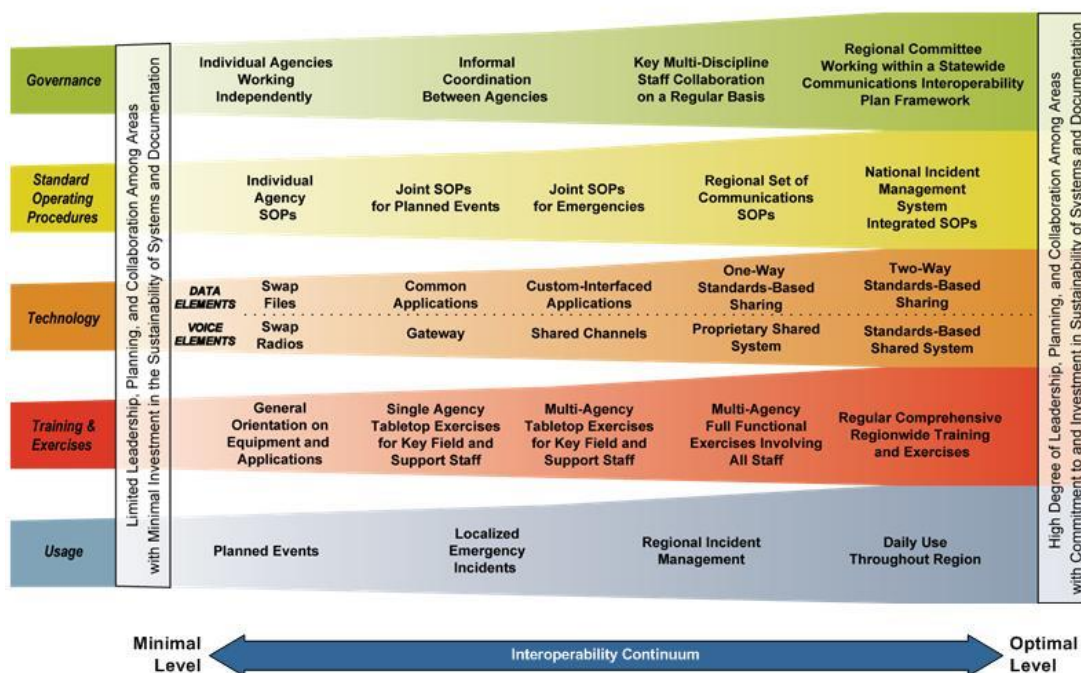 Governance
Individual Agencies
Working
Independently
Informal
Coordination
Between Agencies
Key Multi-Discipline
Staff Collaboration
on a Regular Basis
Regional Committee
Working within a Statewide
Communications Interoperability
Plan Framework
Standard
Operating
Procedures
Individual
Agency
SOPs
Joint SOPs
for Planned Events
Joint SOPs
for Emergencies
Regional Set of
Communications
SOPs
National Incident
Management
System
Integrated SOPs
Technology
DATA
ELEMENTS
Swap
Files
Common
Applications
Custom-Interfaced
Applications
One-Way
Standards-Based
Sharing
Two-Way
Standards-Based
Sharing
VOICE
ELEMENTS
Swap
Radios
Gateway
Shared Channels
Proprietary Shared
System
Standards-Based
Shared System
Training &
Exercises
General
Orientation on
Equipment and
Applications
Single Agency
Tabletop Exercises
for Key Field and
Support Staff
Multi-Agency
Tabletop Exercises
for Key Field and
Support Staff
Multi-Agency
Full Functional
Exercises Involving
All Staff
Regular Comprehensive
Regionwide Training
and Exercises
Usage
Planned Events
Localized
Emergency
Incidents
Regional Incident
Management
Daily Use
Throughout Region
Limited Leadership, Planning, and Collaboration Among Areas
with Minimal Investment in the Sustainability of Systems and Documentation
High Degree of Leadership, Planning, and Collaboration Among Areas
with Commitment to and Investment in Sustainability of Systems and Documentation
Minimal
Level
Interoperability Continuum
Optimal
Level